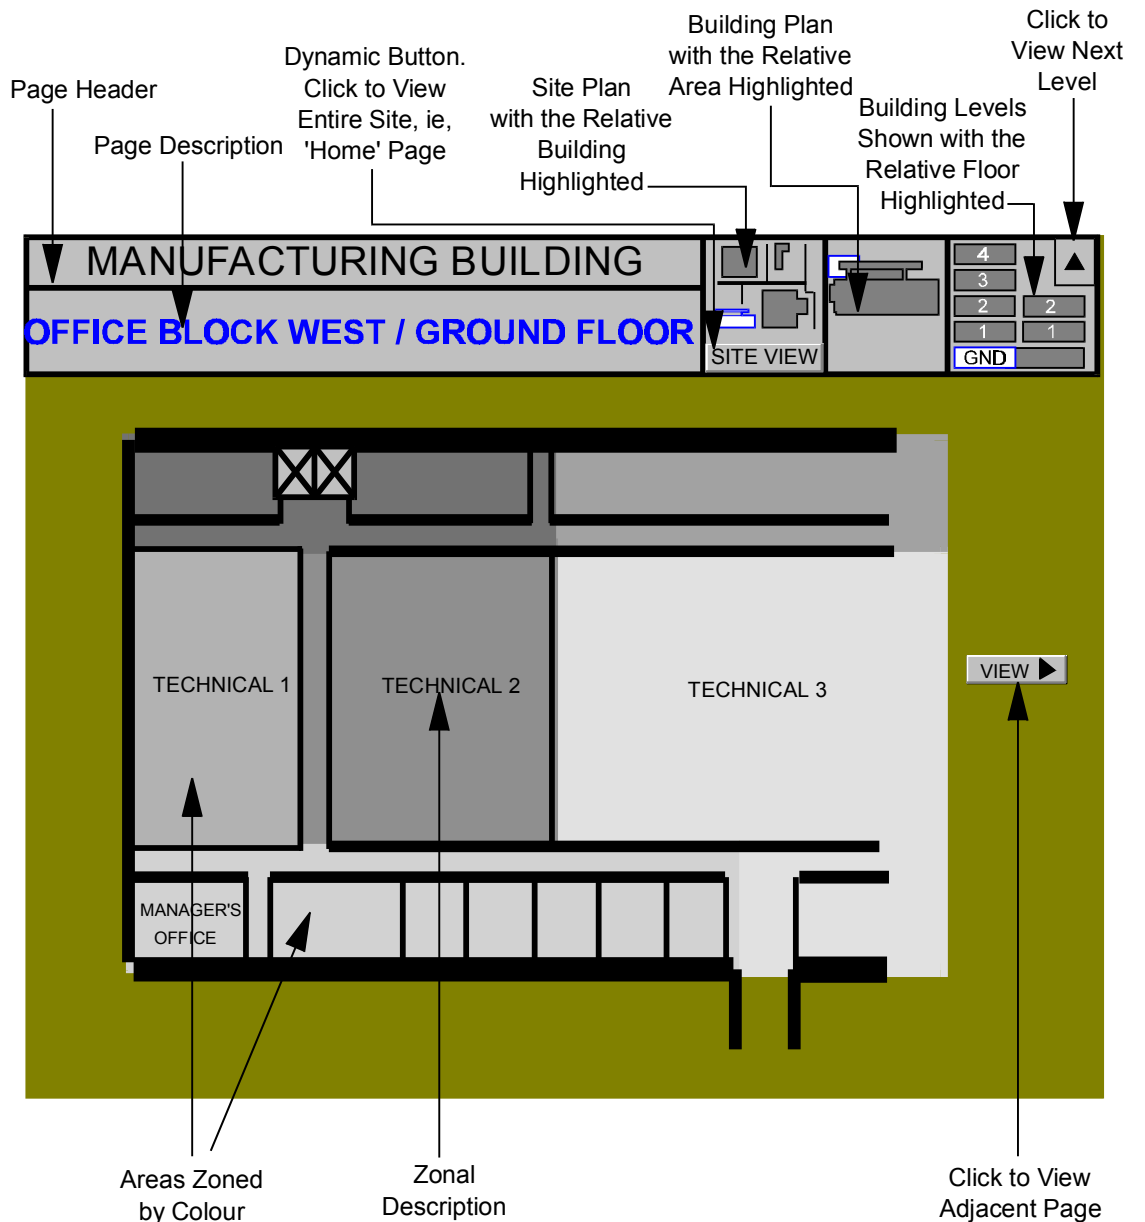 Page Header
Page Description
Dynamic Button.
Click to View
Entire Site, ie,
'Home' Page
Site Plan
with the Relative
Building
Highlighted
Building Plan
with the Relative
Area Highlighted
Building Levels
Shown with the
Relative Floor
Highlighted
Click to
View Next
Level
MANUFACTURING BUILDING
OFFICE BLOCK WEST / GROUND FLOOR
SITE VIEW
4
3
2 2
1 1
GND
TECHNICAL 1
TECHNICAL 2
TECHNICAL 3
VIEW
MANAGER'S
OFFICE
Areas Zoned
by Colour
Zonal
Description
Click to View
Adjacent Page